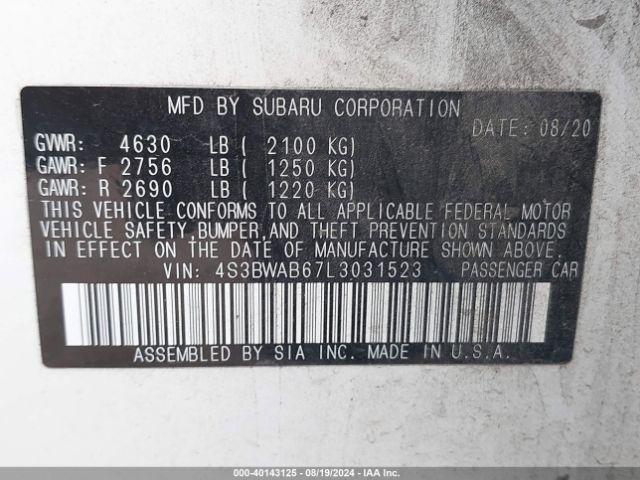 MFD BY SUBARU CORPORATION
DATE: 08/20
GVWR: 4630 LB ( 2100 KG)
GAWR: F 2756 LB ( 1250 KG)
GAWR: R 2690 LB ( 1220 KG)
THIS VEHICLE CONFORMS TO ALL APPLICABLE FEDERAL MOTOR
VEHICLE SAFETY,BUMPER,AND THEFT PREVENTION STANDARDS
IN EFFECT ON THE DATE OF MANUFACTURE SHOWN ABOVE.
VIN: 4S3BWAB67L3031523 PASSENGER CAR
ASSEMBLED BY SIA INC. MADE IN U.S.A.
000-40143125 - 08/19/2024 - IAA Inc.